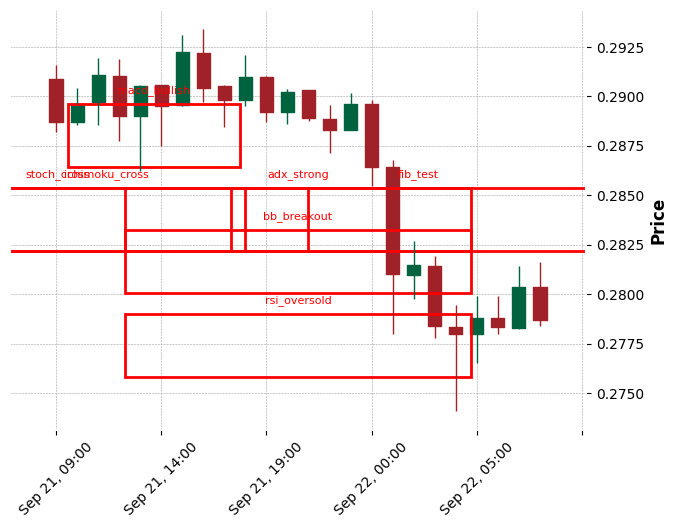 0.2925
0.2900
0.2875
0.2850
0.2825
0.2800
0.2775
0.2750
Price
stoch_cross
ichimoku_cross
adx_strong
fib_test
bb_breakout
rsi_oversold
Sep 21, 09:00
Sep 21, 14:00
Sep 21, 19:00
Sep 22, 00:00
Sep 22, 05:00